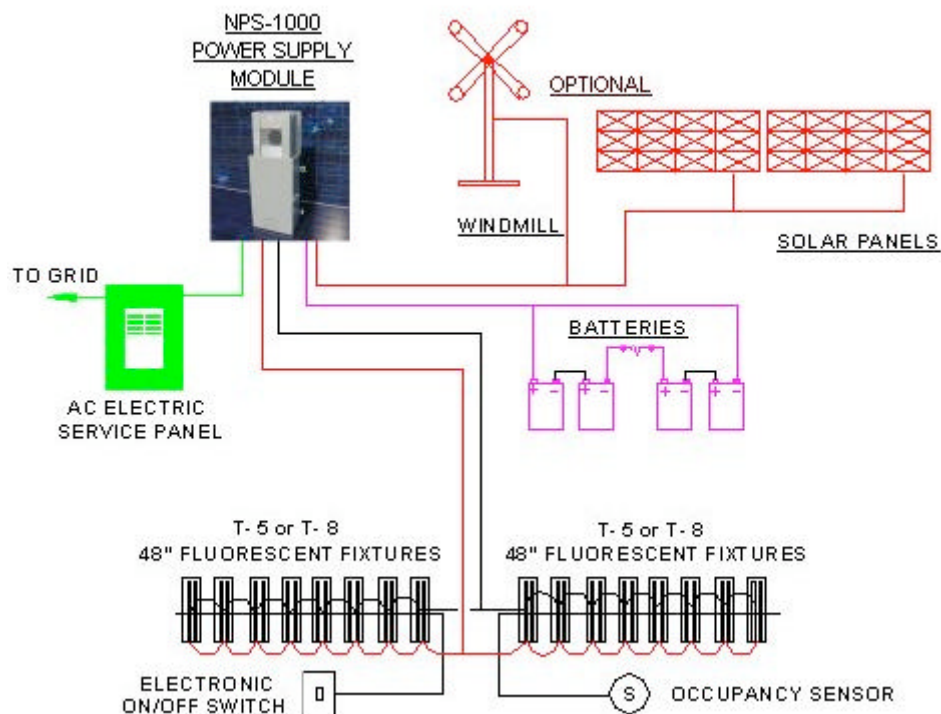 NPS-1000
POWER SUPPLY
MODULE
OPTIONAL
WINDMILL
SOLAR PANELS
TO GRID
BATTERIES
+ -
+ -
+ -
+ -
AC ELECTRIC
SERVICE PANEL
T-5 or T-8
48" FLUORESCENT FIXTURES
T-5 or T-8
48" FLUORESCENT FIXTURES
ELECTRONIC
ON/OFF SWITCH
S
OCCUPANCY SENSOR